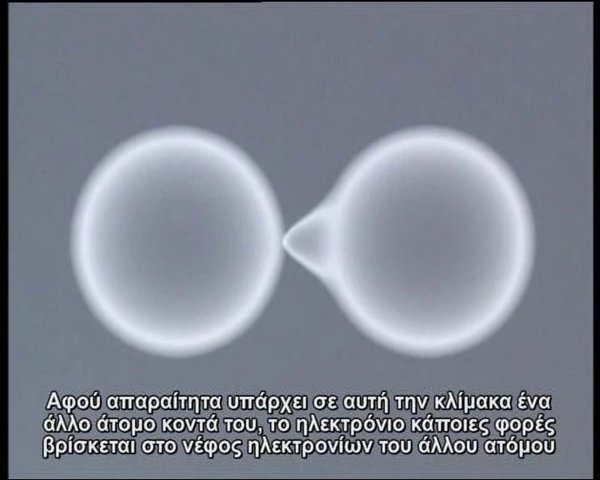 Αφού απαραίτητα υπάρχει σε αυτή την κλίμακα ένα
άλλο άτομο κοντά του, το ηλεκτρόνιο κάποιες φορές
βρίσκεται στο νέφος ηλεκτρονίων του άλλου ατόμου